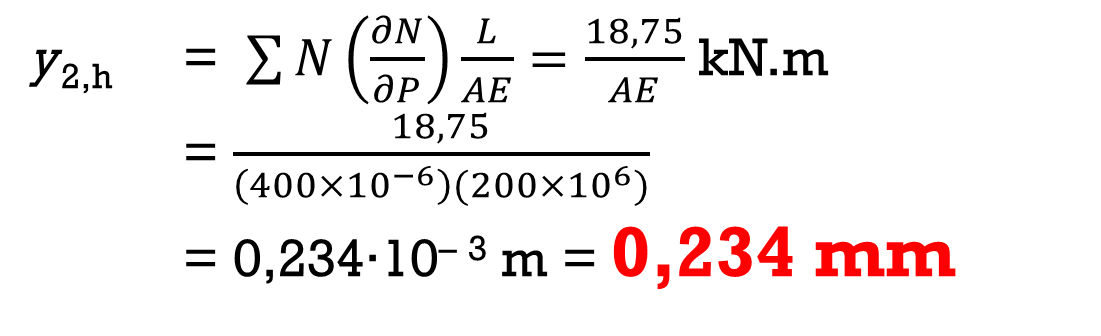 y₂,ₕ = ∑ N (∂N/∂P) L/AE = 18,75/AE kN.m
= 18,75/(400×10⁻⁶)(200×10⁶)
= 0,234·10⁻³ m = 0,234 mm